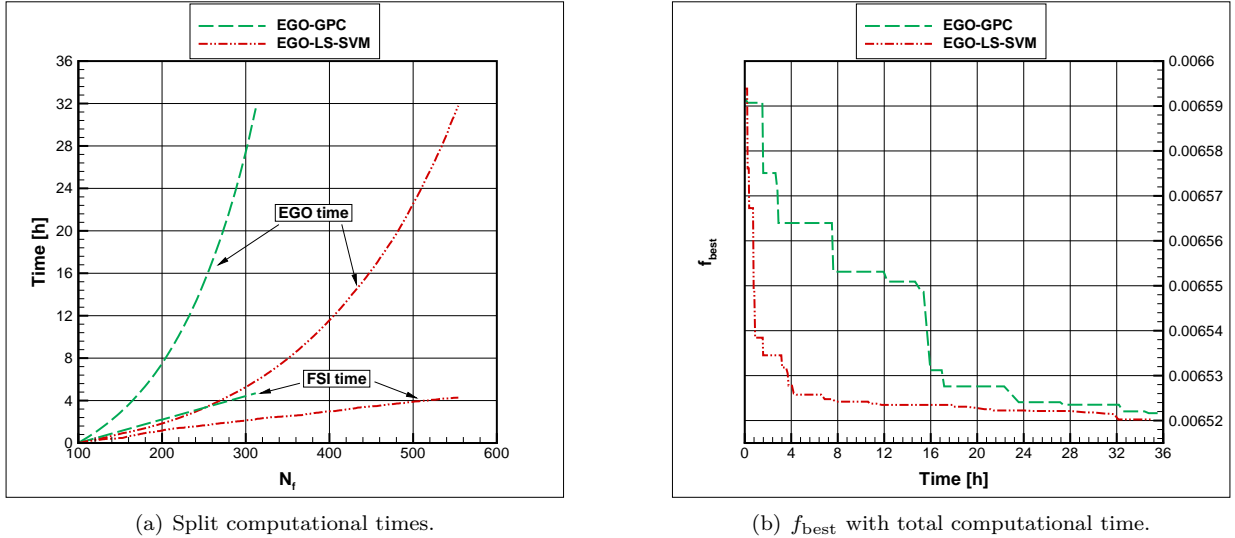 EGO-GPC
EGO-LS-SVM
36
32
28
24
20
16
12
8
4
0
Time [h]
EGO time
FSI time
100 200 300 400 500 600
N_f
(a) Split computational times.
EGO-GPC
EGO-LS-SVM
0.0066
0.00659
0.00658
0.00657
0.00656
0.00655
0.00654
0.00653
0.00652
f_best
0 4 8 12 16 20 24 28 32 36
Time [h]
(b) f_best with total computational time.